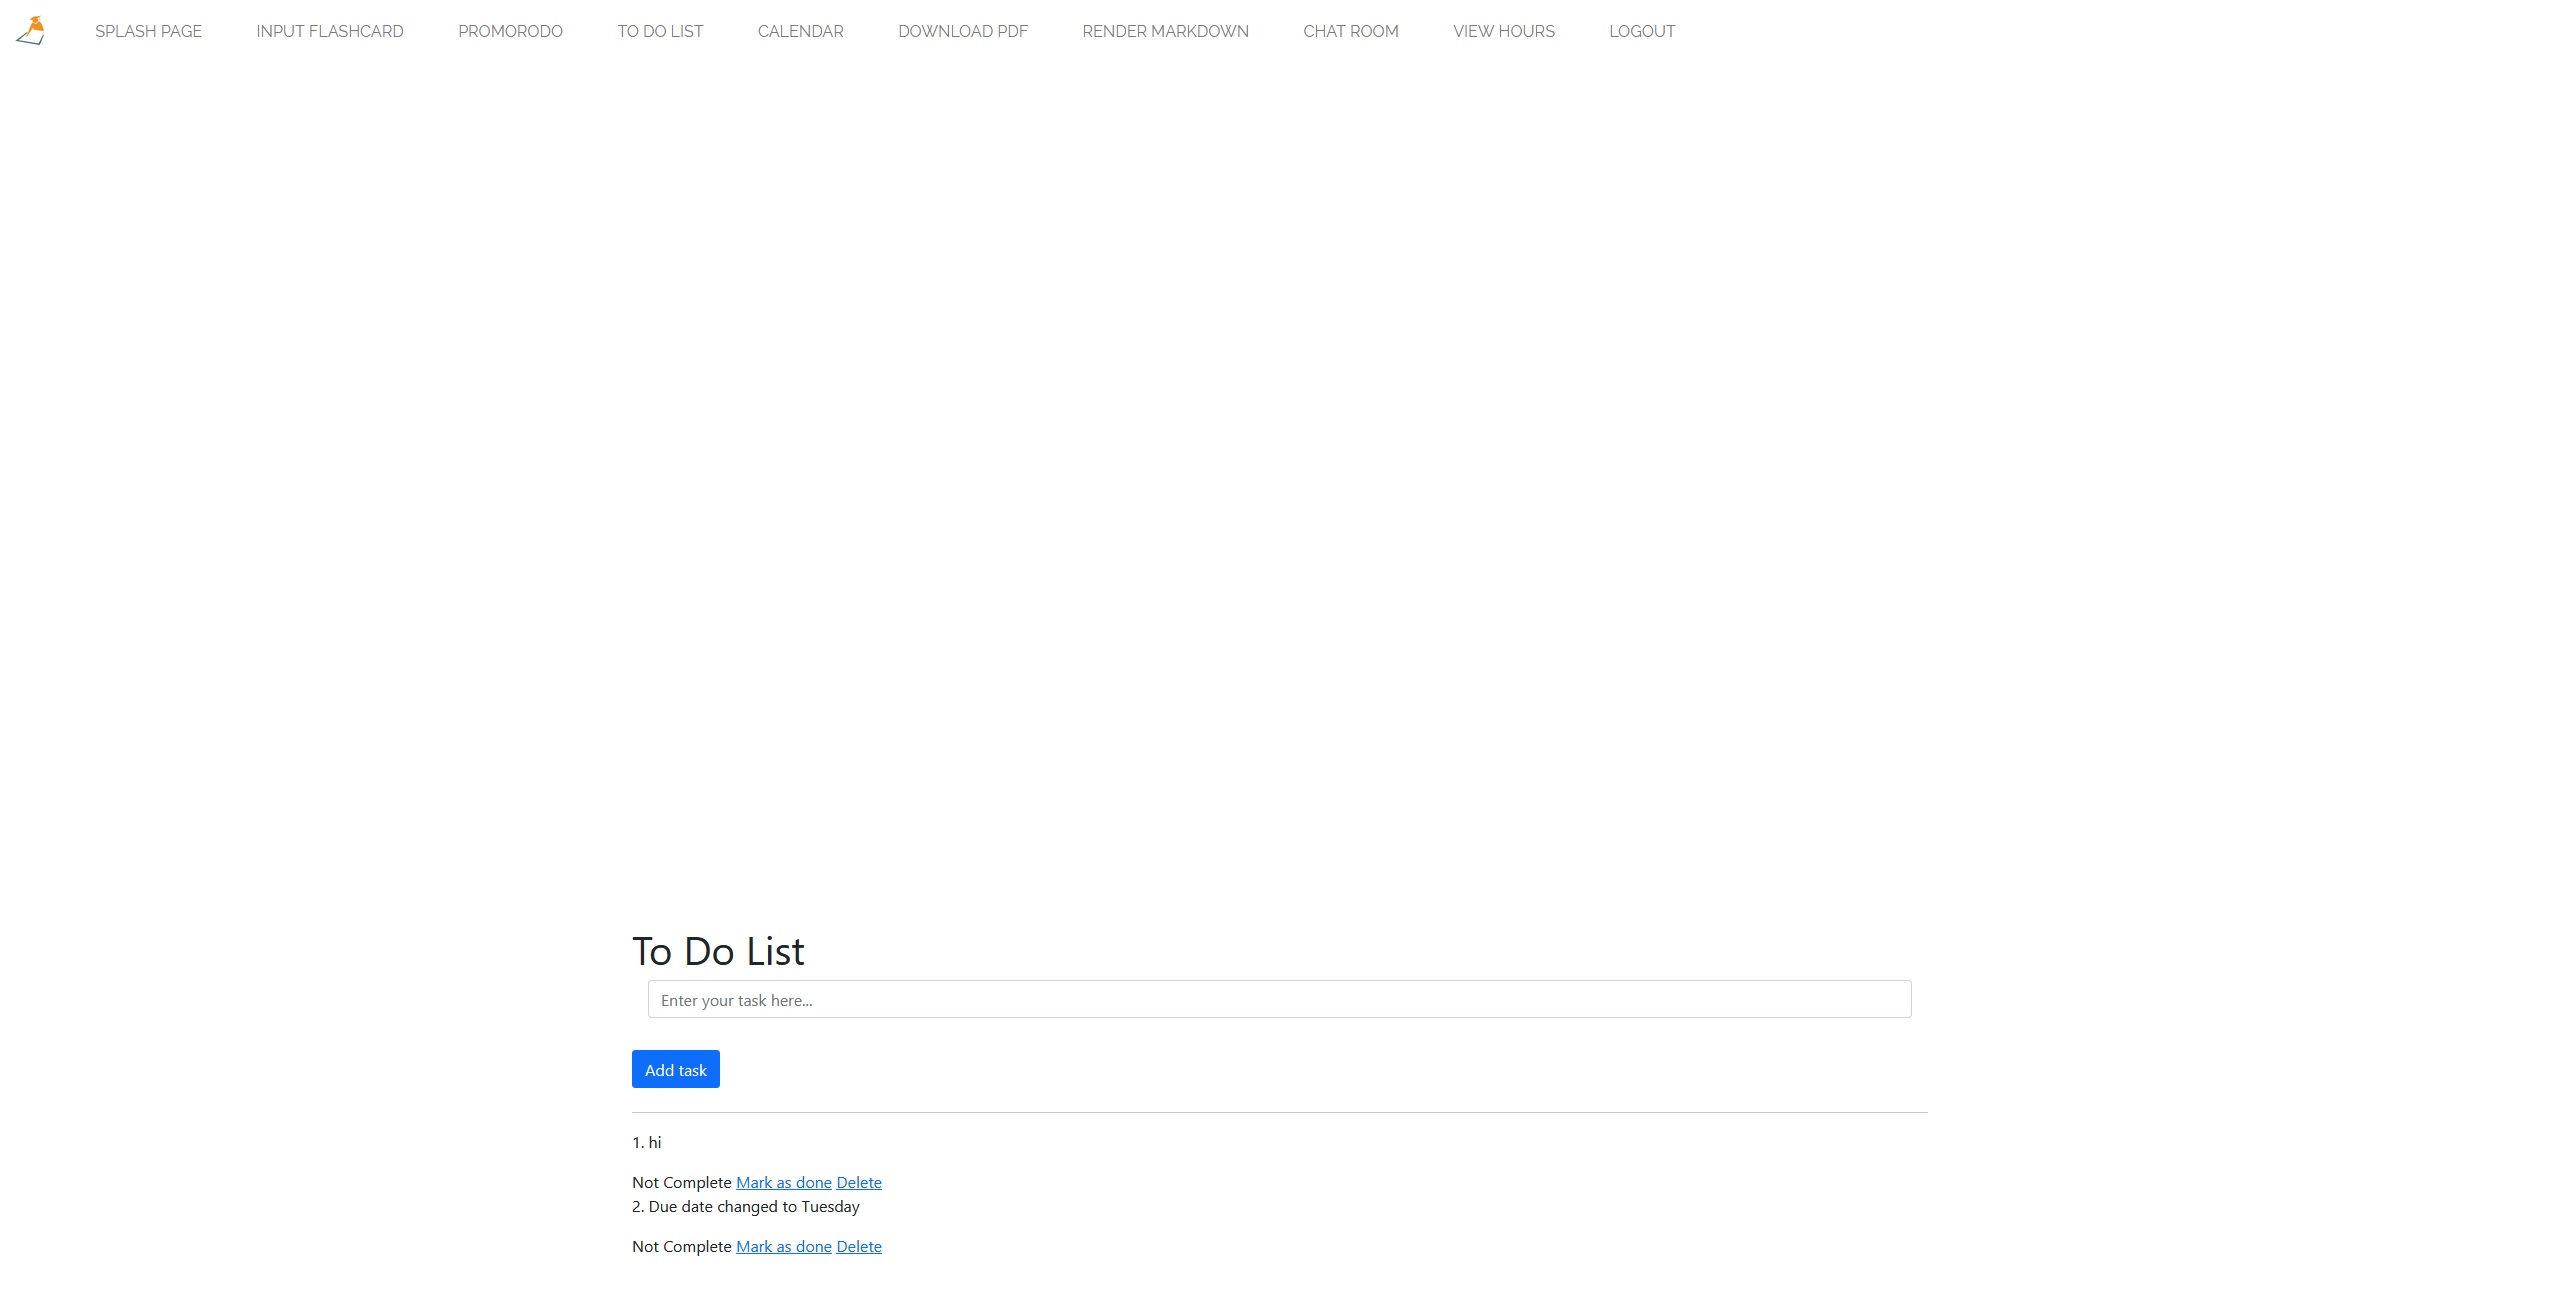 SPLASH PAGE INPUT FLASHCARD PROMORODO TO DO LIST CALENDAR DOWNLOAD PDF RENDER MARKDOWN CHAT ROOM VIEW HOURS LOGOUT
To Do List
Enter your task here...
Add task
1. hi
Not Complete Mark as done Delete
2. Due date changed to Tuesday
Not Complete Mark as done Delete